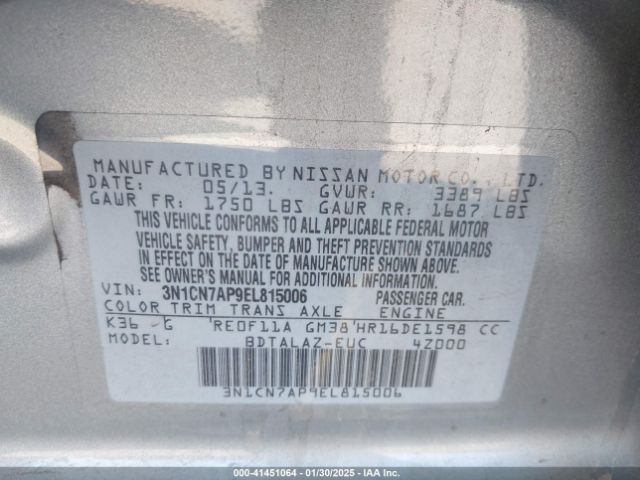 MANUFACTURED BY NISSAN MOTOR CO., LTD.
DATE: 05/13. GVWR: 3389 LBS
GAWR FR: 1750 LBS GAWR RR: 1687 LBS
THIS VEHICLE CONFORMS TO ALL APPLICABLE FEDERAL MOTOR
VEHICLE SAFETY, BUMPER AND THEFT PREVENTION STANDARDS
IN EFFECT ON THE DATE OF MANUFACTURE SHOWN ABOVE.
SEE OWNER'S MANUAL FOR ADDITIONAL INFORMATION.
VIN: 3N1CN7AP9EL815006 PASSENGER CAR.
COLOR TRIM TRANS AXLE ENGINE
K36 G RE0F11A GM38 HR16DE1598 CC
MODEL: BDTALAZ-EUC 4Z000
3N1CN7AP9EL815006
000-41451064 - 01/30/2025 - IAA Inc.